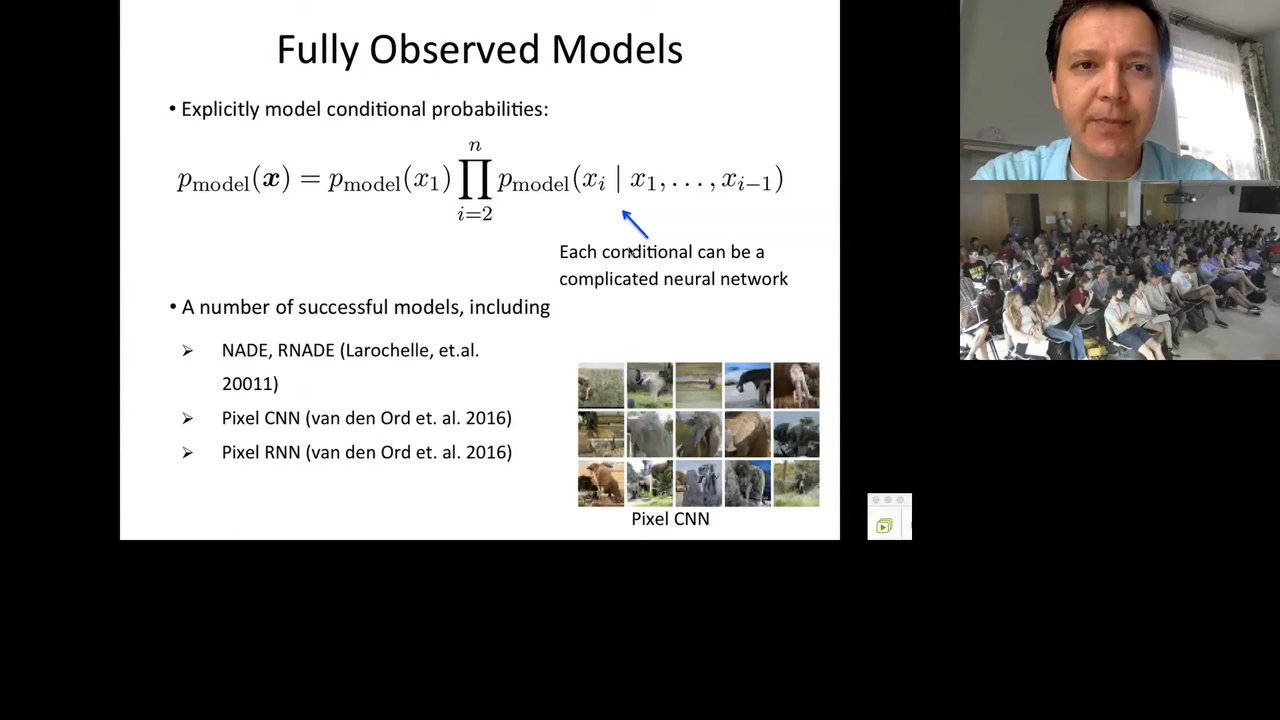 Fully Observed Models
• Explicitly model conditional probabilities:
p_model(x) = p_model(x_1) ∏_{i=2}^{n} p_model(x_i | x_1, . . . , x_{i−1})
Each conditional can be a
complicated neural network
• A number of successful models, including
➢ NADE, RNADE (Larochelle, et.al.
20011)
➢ Pixel CNN (van den Ord et. al. 2016)
➢ Pixel RNN (van den Ord et. al. 2016)
Pixel CNN